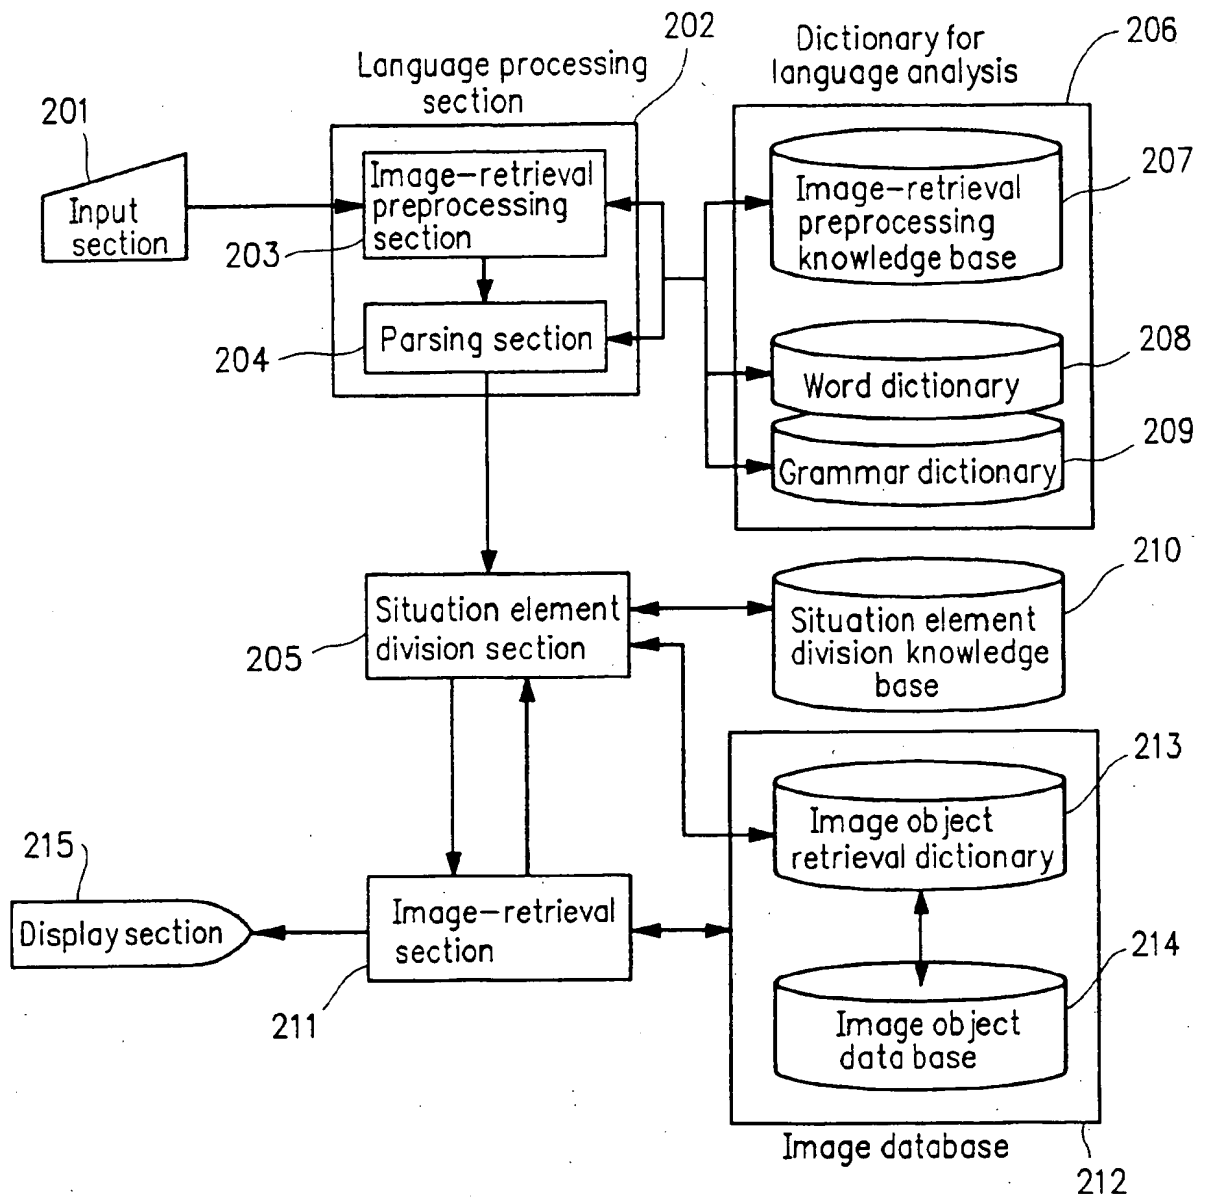 202
Language processing
section
Dictionary for
language analysis
206
201
Input
section
Image-retrieval
preprocessing
section
203
Image-retrieval
preprocessing
knowledge base
207
Parsing section
204
Word dictionary
208
Grammar dictionary
209
Situation element
division section
205
Situation element
division knowledge
base
210
Image object
retrieval dictionary
213
215
Display section
Image-retrieval
section
211
Image object
data base
214
Image database
212